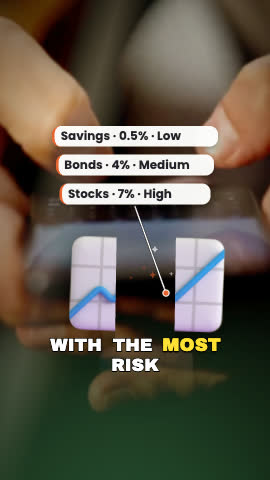 Savings · 0.5% · Low
Bonds · 4% · Medium
Stocks · 7% · High
WITH THE MOST
RISK